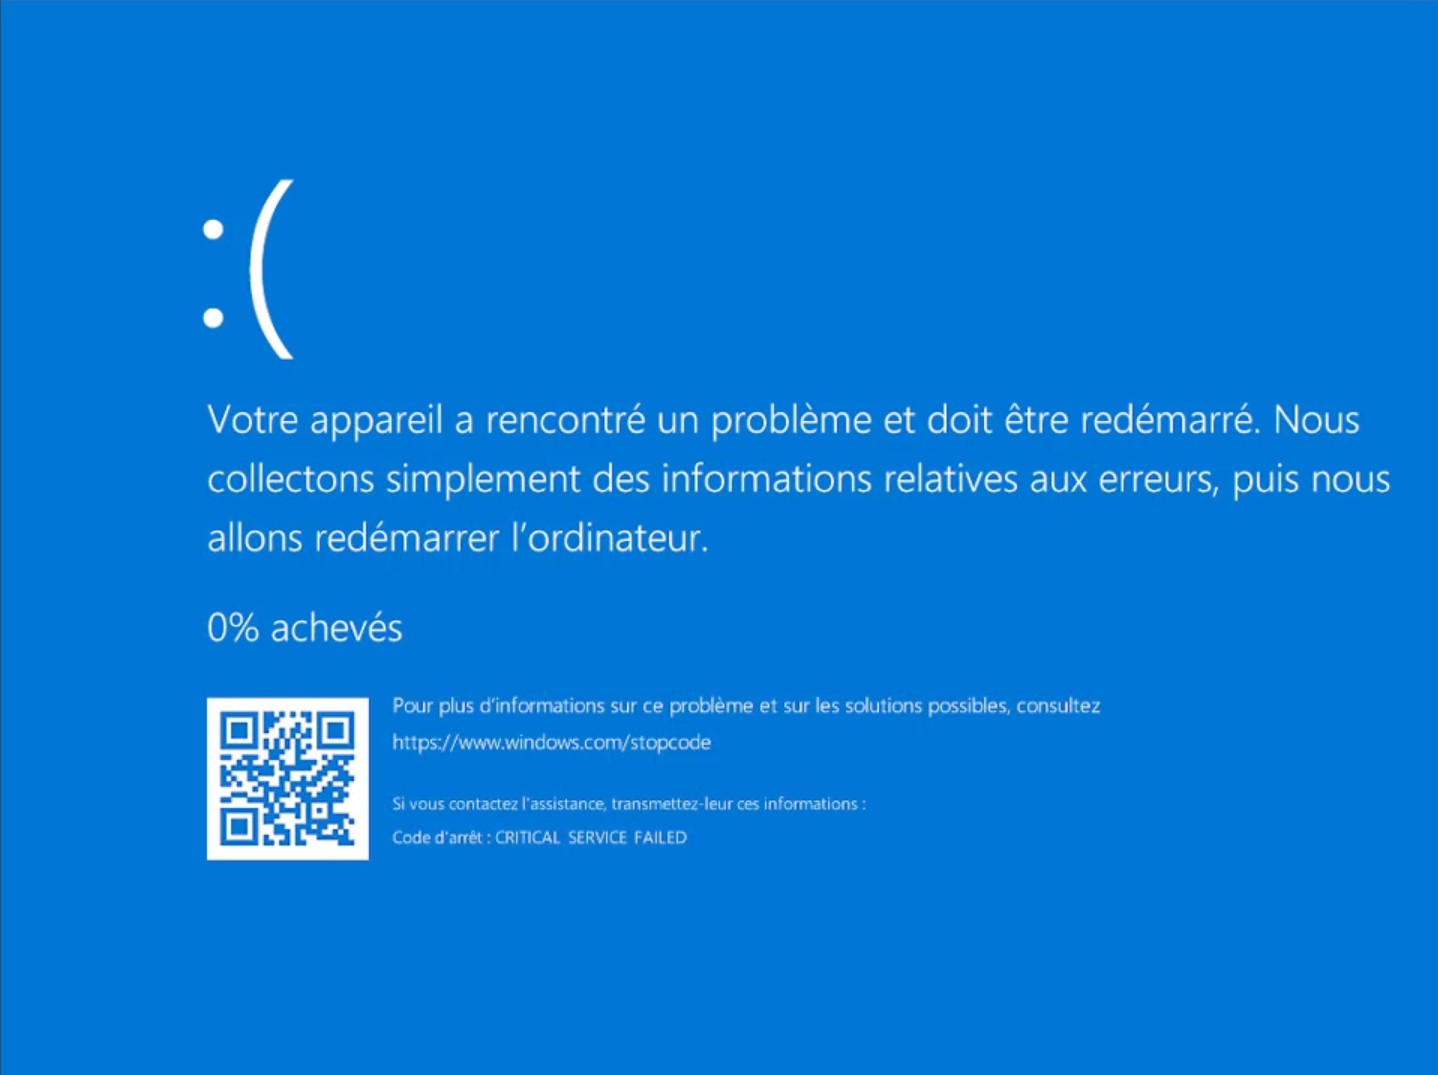 :(
Votre appareil a rencontré un problème et doit être redémarré. Nous
collectons simplement des informations relatives aux erreurs, puis nous
allons redémarrer l’ordinateur.
0% achevés
Pour plus d’informations sur ce problème et sur les solutions possibles, consultez
https://www.windows.com/stopcode
Si vous contactez l’assistance, transmettez-leur ces informations :
Code d’arrêt : CRITICAL SERVICE FAILED